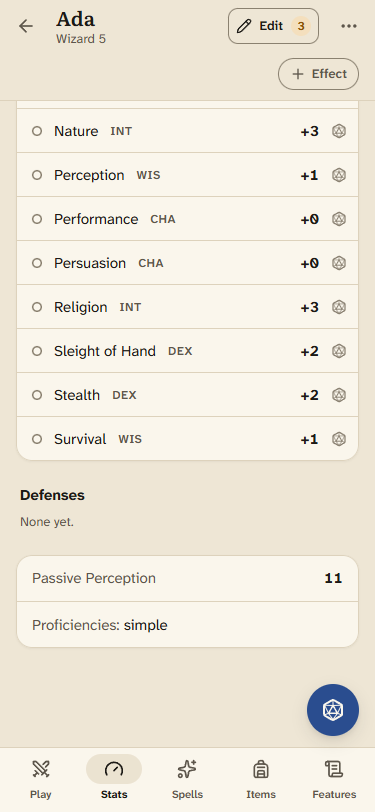 Ada
Wizard 5
Edit 3
Effect
Nature INT +3
Perception WIS +1
Performance CHA +0
Persuasion CHA +0
Religion INT +3
Sleight of Hand DEX +2
Stealth DEX +2
Survival WIS +1
Defenses
None yet.
Passive Perception 11
Proficiencies: simple
Play Stats Spells Items Features